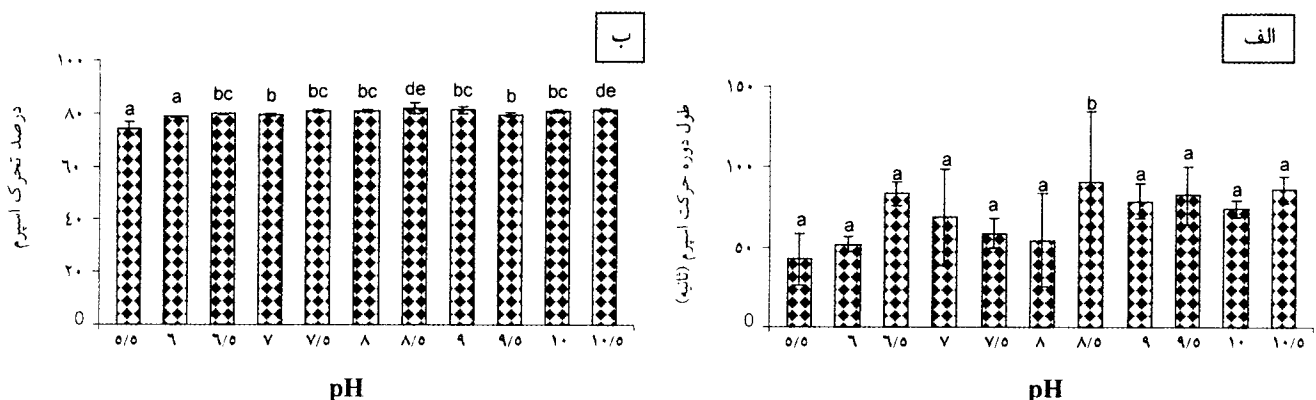 الف
طول دوره حرکت اسپرم (ثانیه)
۱۵۰
۱۰۰
۵۰
۰
a a a a a a b a a a a
۵/۵ ۶ ۶/۵ ۷ ۷/۵ ۸ ۸/۵ ۹ ۹/۵ ۱۰ ۱۰/۵
pH
ب
درصد تحرک اسپرم
۱۰۰
۸۰
۶۰
۴۰
۲۰
۰
a a bc b bc bc de bc b bc de
۵/۵ ۶ ۶/۵ ۷ ۷/۵ ۸ ۸/۵ ۹ ۹/۵ ۱۰ ۱۰/۵
pH